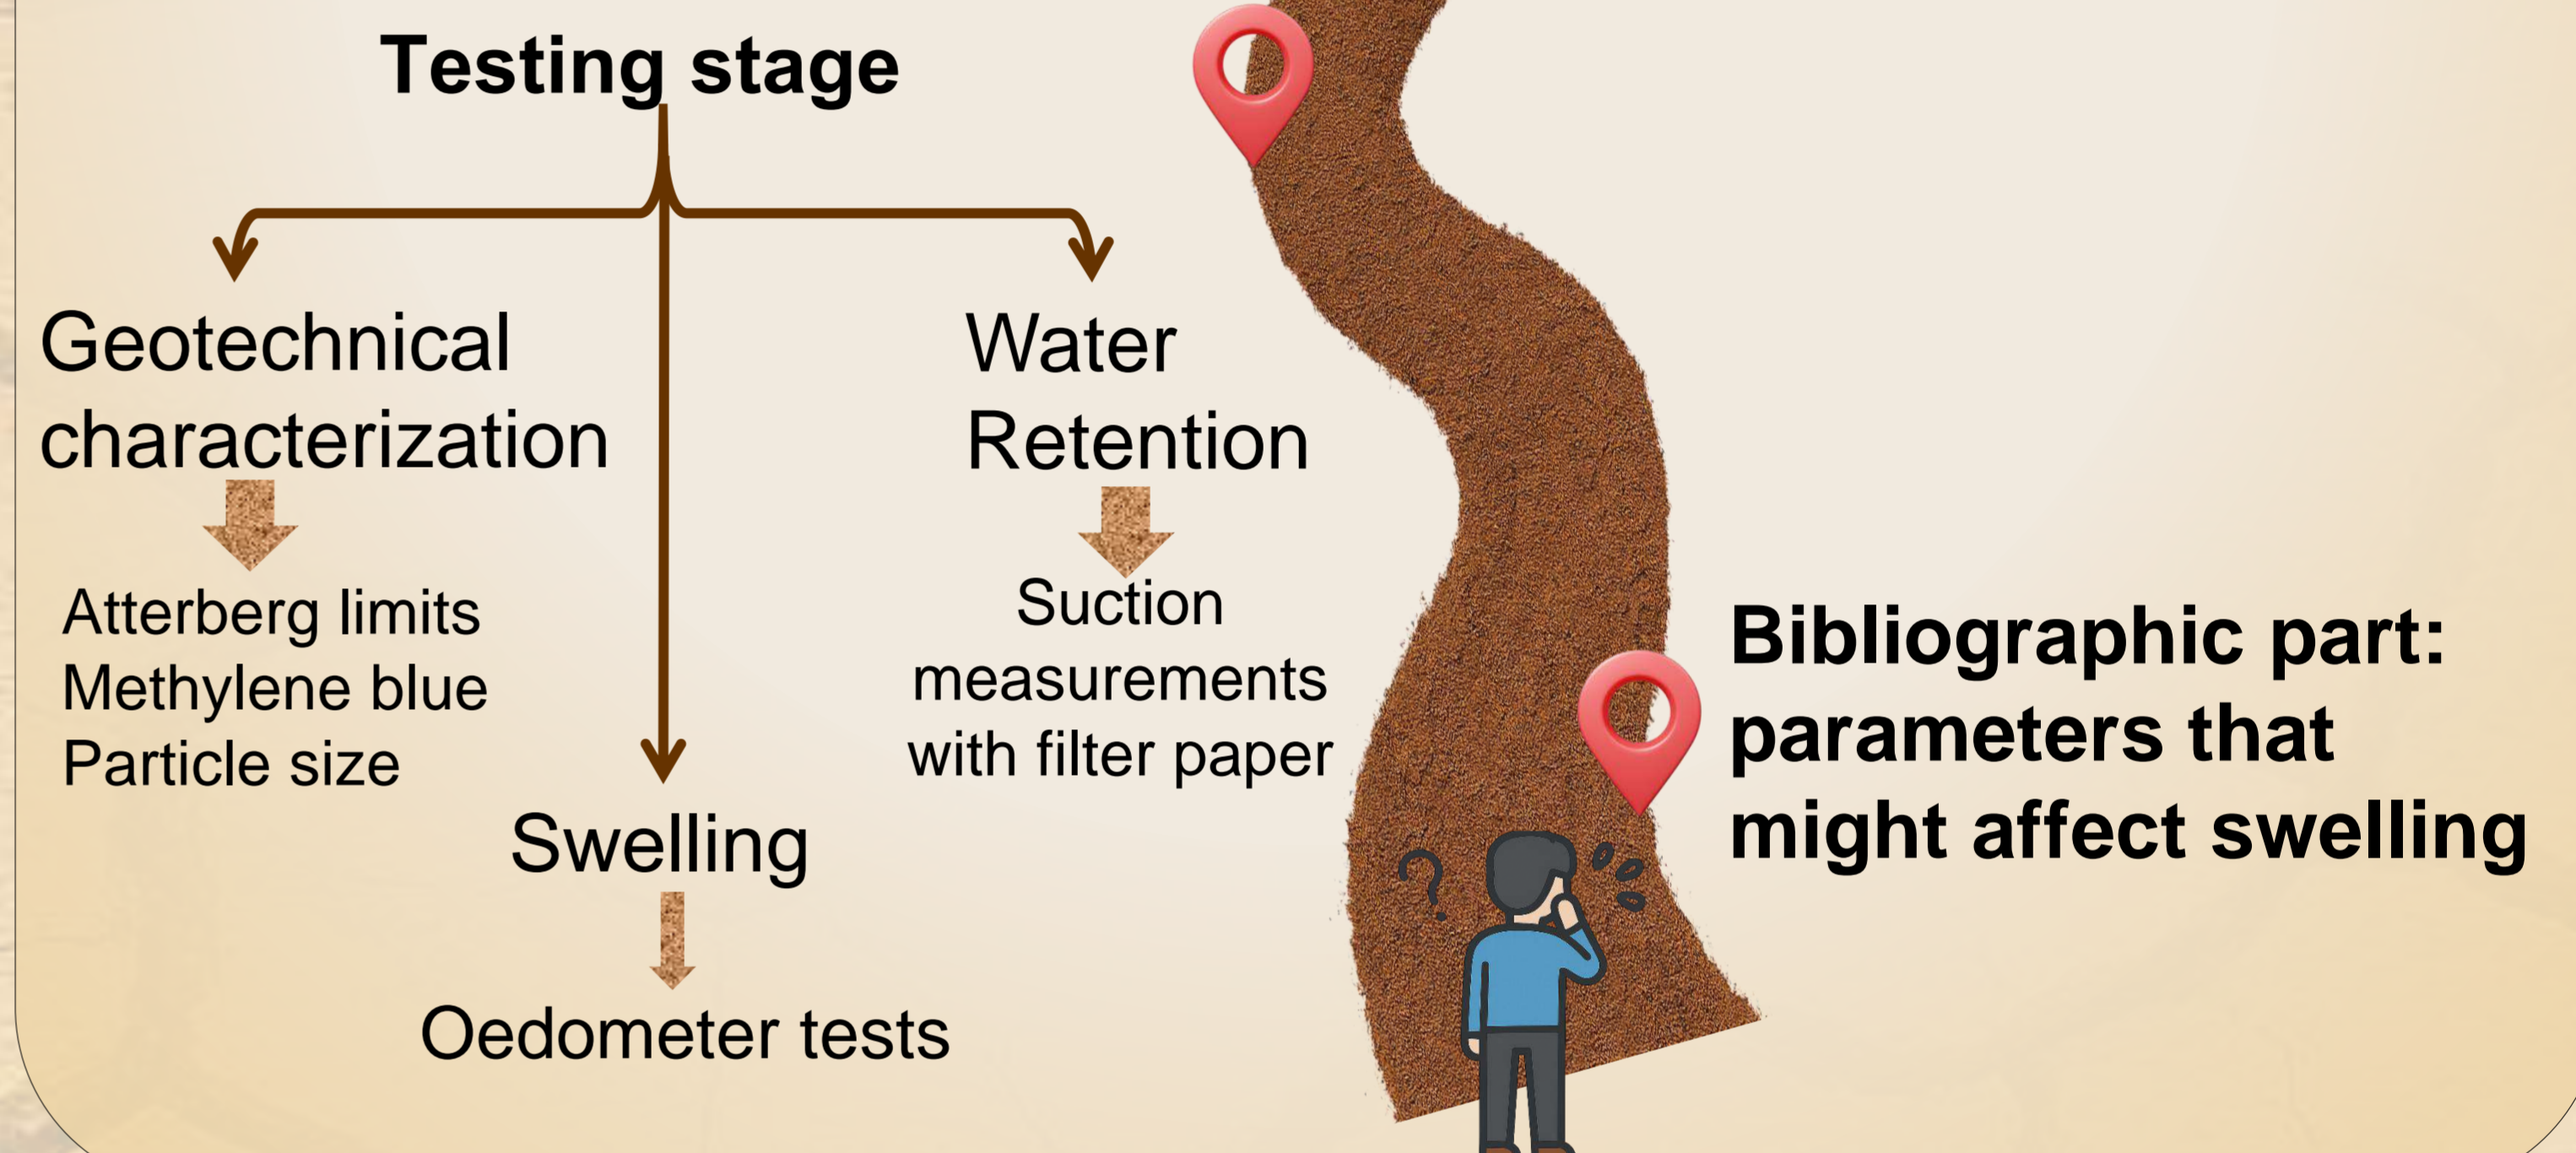 Testing stage
Geotechnical
characterization
Atterberg limits
Methylene blue
Particle size
Swelling
Oedometer tests
Water
Retention
Suction
measurements
with filter paper
Bibliographic part:
parameters that
might affect swelling
?